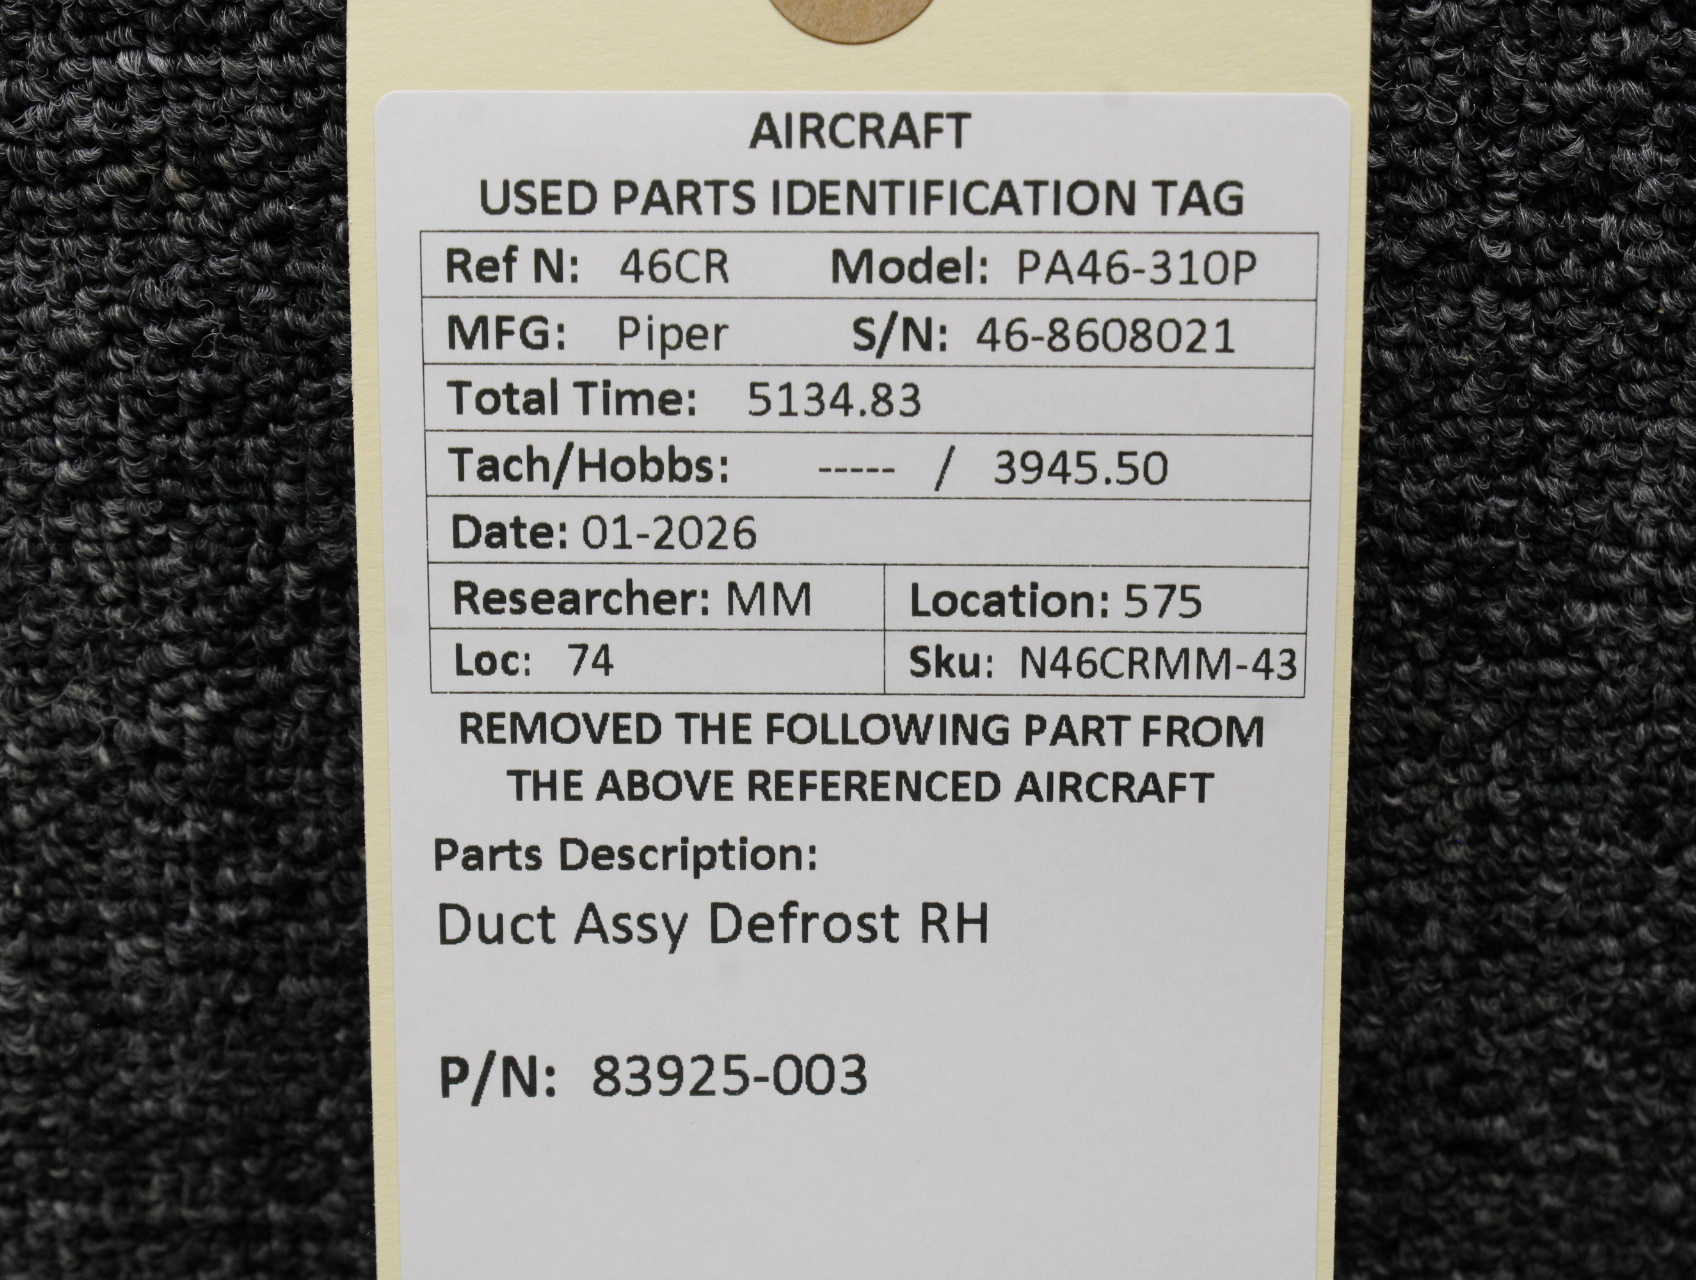 AIRCRAFT
USED PARTS IDENTIFICATION TAG
Ref N: 46CR Model: PA46-310P
MFG: Piper S/N: 46-8608021
Total Time: 5134.83
Tach/Hobbs: ----- / 3945.50
Date: 01-2026
Researcher: MM Location: 575
Loc: 74 Sku: N46CRMM-43
REMOVED THE FOLLOWING PART FROM
THE ABOVE REFERENCED AIRCRAFT
Parts Description:
Duct Assy Defrost RH
P/N: 83925-003